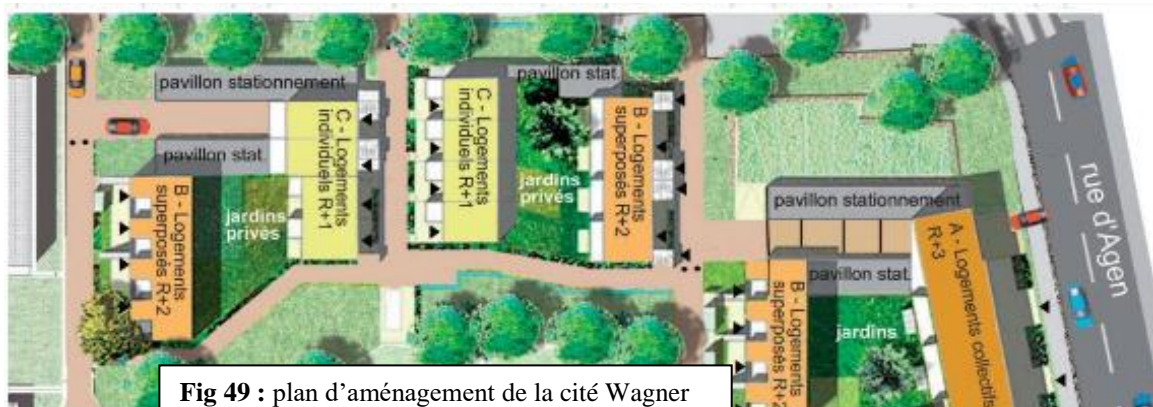 pavillon stationnement
pavillon stat.
C - Logements
individuels R+1
C - Logements
individuels R+1
B - Logements
superposés R+2
jardins
privés
rue d'Agen
pavillon stat.
jardins
privés
B - Logements
superposés R+2
pavillon stationnement
A - Logements collectifs
R+3
pavillon stat.
B - Logements
superposés R+2
jardins
Fig 49 : plan d'aménagement de la cité Wagner